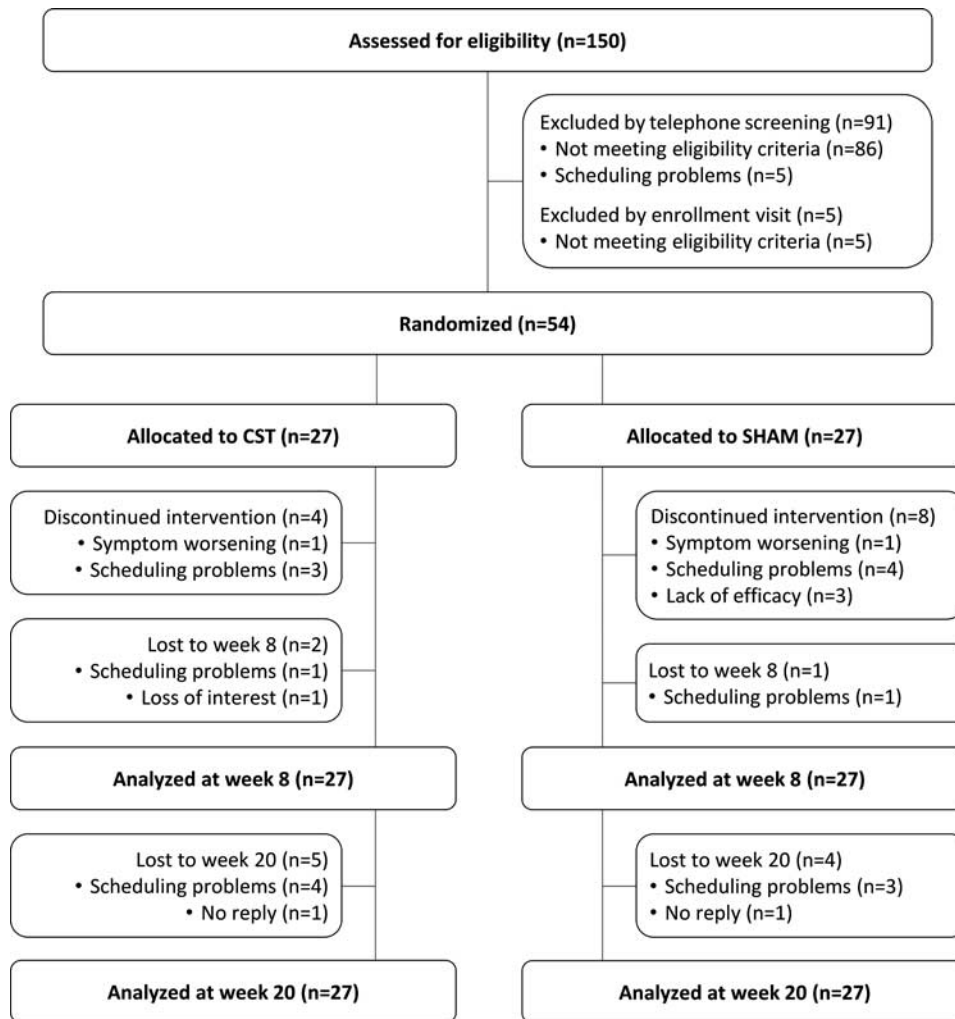 Assessed for eligibility (n=150)
Excluded by telephone screening (n=91)
• Not meeting eligibility criteria (n=86)
• Scheduling problems (n=5)
Excluded by enrollment visit (n=5)
• Not meeting eligibility criteria (n=5)
Randomized (n=54)
Allocated to CST (n=27)
Allocated to SHAM (n=27)
Discontinued intervention (n=4)
• Symptom worsening (n=1)
• Scheduling problems (n=3)
Discontinued intervention (n=8)
• Symptom worsening (n=1)
• Scheduling problems (n=4)
• Lack of efficacy (n=3)
Lost to week 8 (n=2)
• Scheduling problems (n=1)
• Loss of interest (n=1)
Lost to week 8 (n=1)
• Scheduling problems (n=1)
Analyzed at week 8 (n=27)
Analyzed at week 8 (n=27)
Lost to week 20 (n=5)
• Scheduling problems (n=4)
• No reply (n=1)
Lost to week 20 (n=4)
• Scheduling problems (n=3)
• No reply (n=1)
Analyzed at week 20 (n=27)
Analyzed at week 20 (n=27)